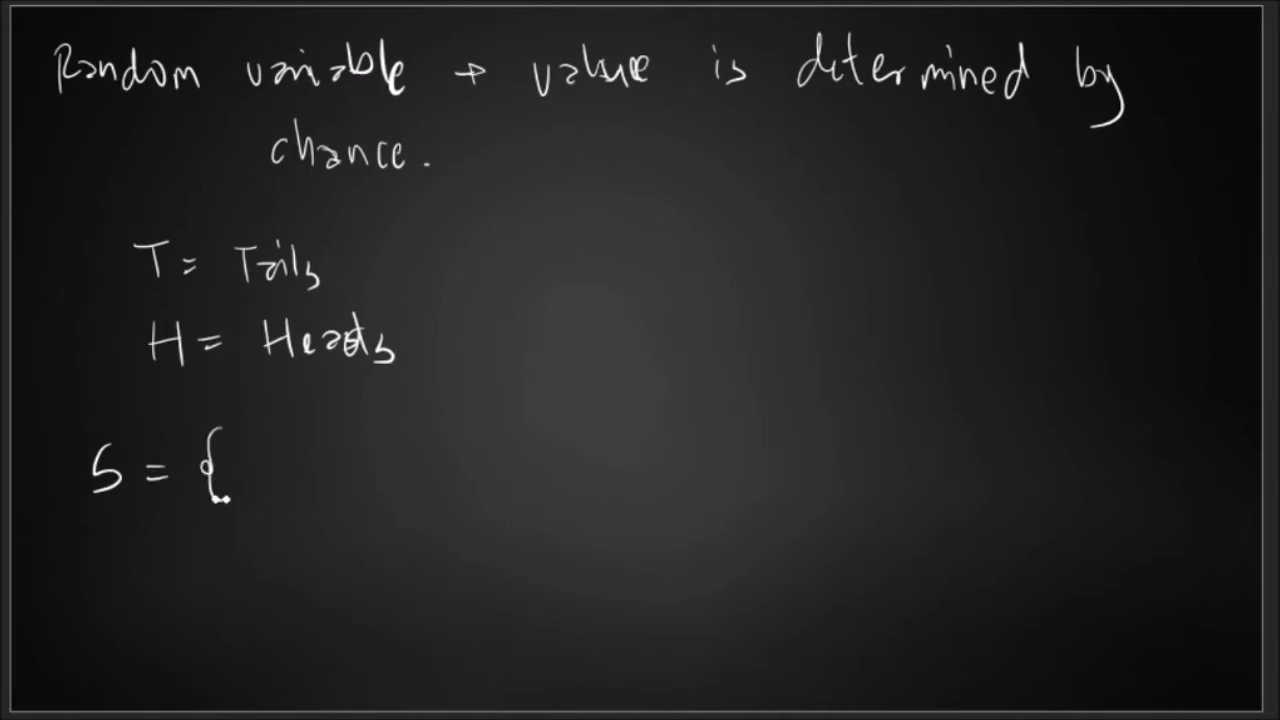 Random variable → value is determined by
chance.
T = Tails
H = Heads
S = {